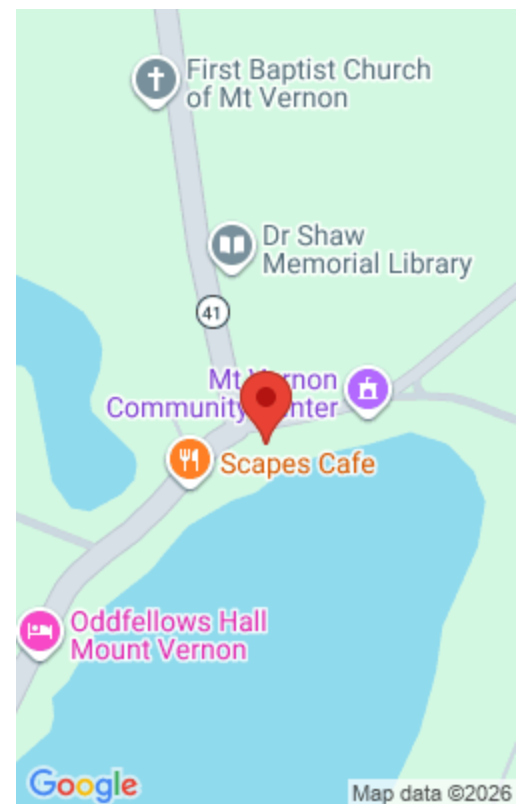 First Baptist Church
of Mt Vernon
Dr Shaw
Memorial Library
41
Mt Vernon
Community Center
Scapes Cafe
Oddfellows Hall
Mount Vernon
Google
Map data ©2026